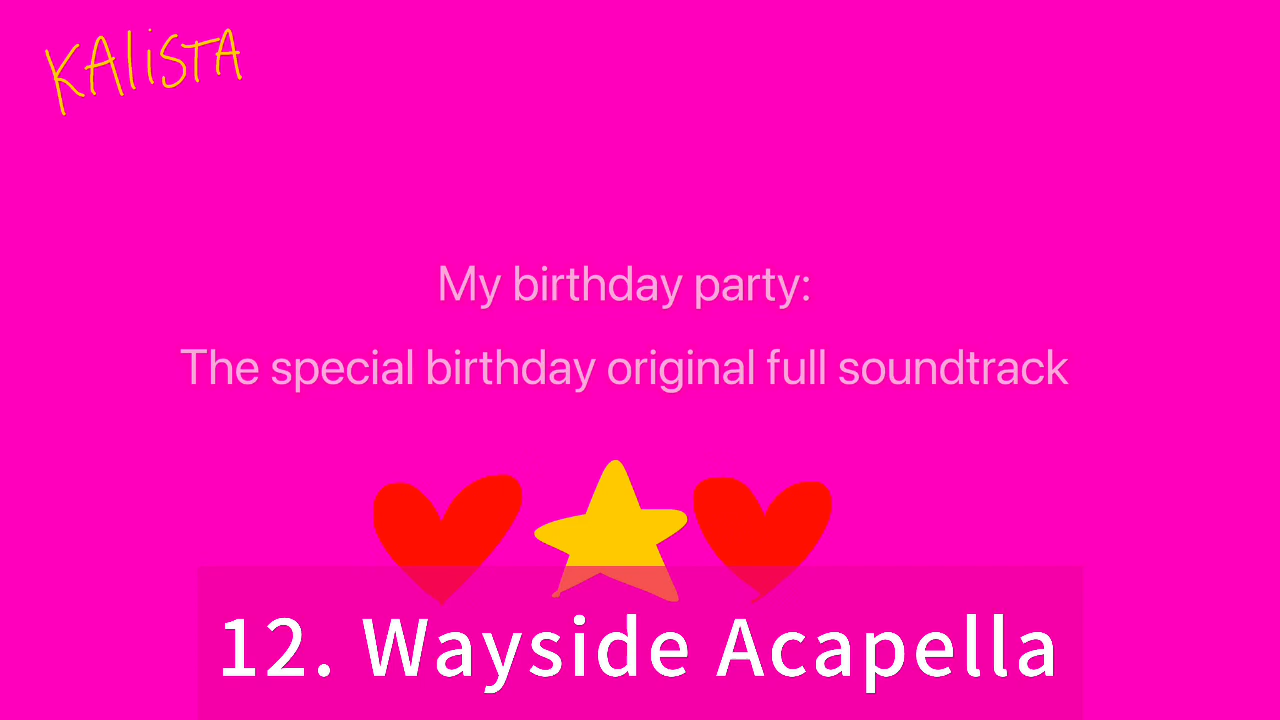 KALiSTA
My birthday party:
The special birthday original full soundtrack
12. Wayside Acapella